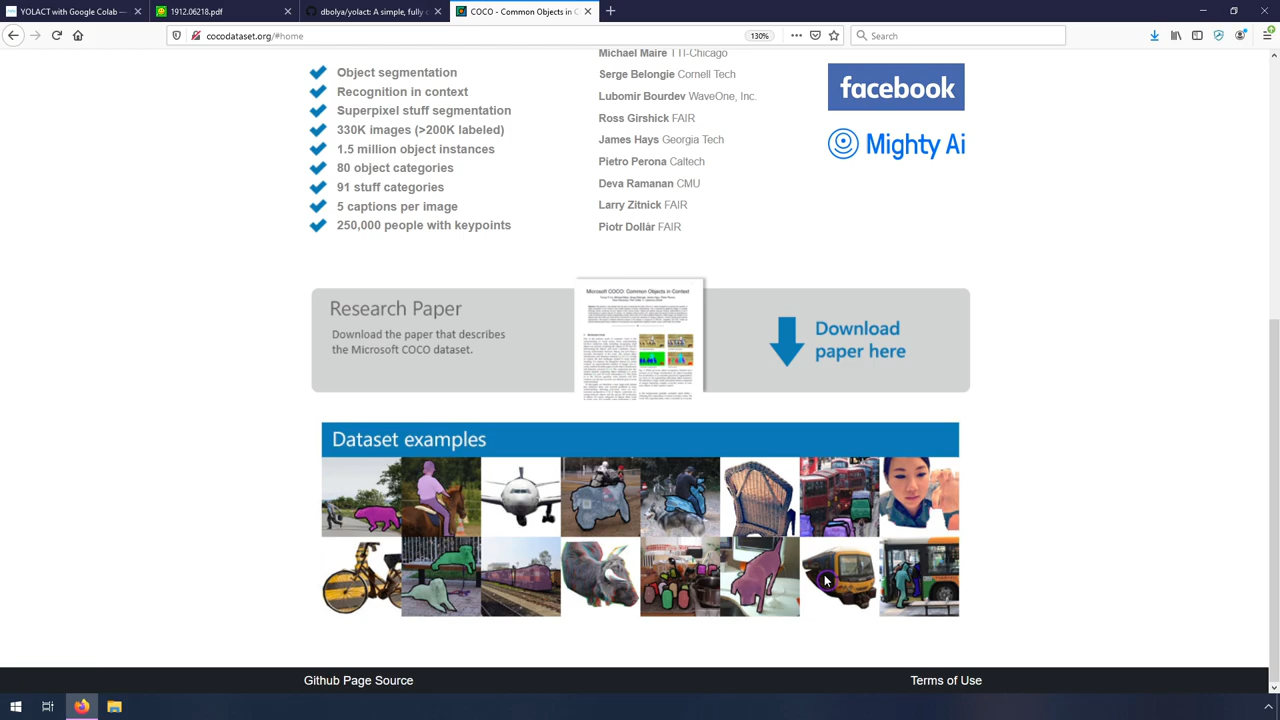 YOLACT with Google Colab —
1912.06218.pdf
dbolya/yolact: A simple, fully c
COCO - Common Objects in C
cocodataset.org/#home
130%
Search
Michael Maire TTI-Chicago
Object segmentation
Recognition in context
Superpixel stuff segmentation
330K images (>200K labeled)
1.5 million object instances
80 object categories
91 stuff categories
5 captions per image
250,000 people with keypoints
Serge Belongie Cornell Tech
Lubomir Bourdev WaveOne, Inc.
Ross Girshick FAIR
James Hays Georgia Tech
Pietro Perona Caltech
Deva Ramanan CMU
Larry Zitnick FAIR
Piotr Dollár FAIR
facebook
Mighty Ai
Research Paper
Download the paper that describes
the Microsoft COCO dataset.
Microsoft COCO: Common Objects in Context
Download
paper here
Dataset examples
Github Page Source
Terms of Use